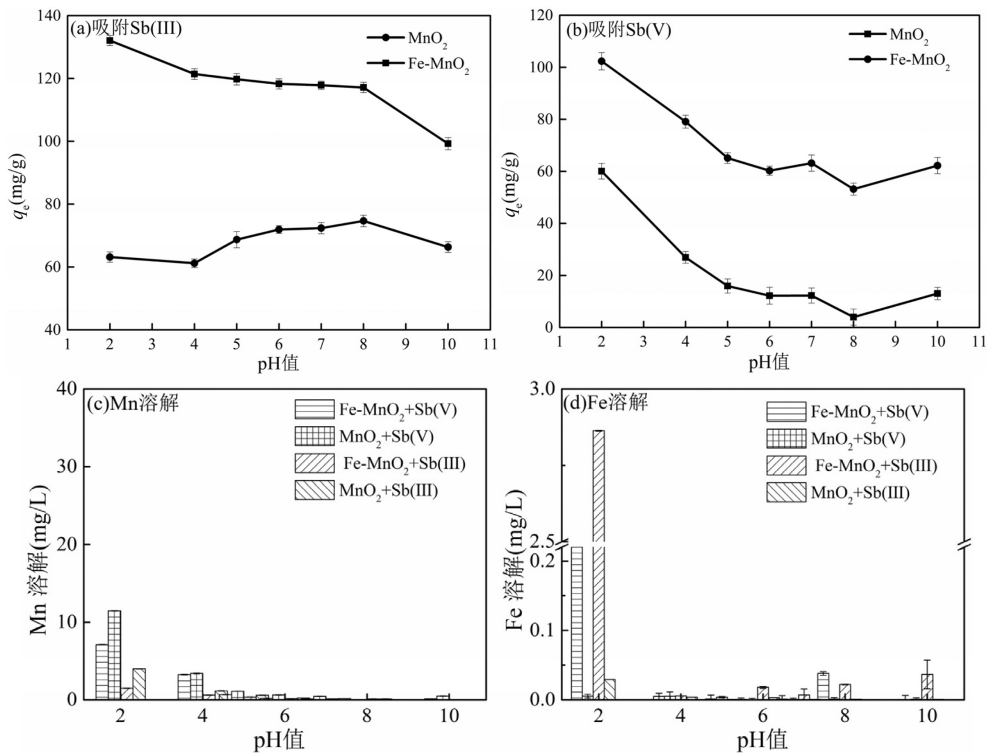 (a)吸附Sb(III)
MnO2
Fe-MnO2
140
120
100
80
60
40
qe(mg/g)
1 2 3 4 5 6 7 8 9 10 11
pH值
(b)吸附Sb(V)
MnO2
Fe-MnO2
120
100
80
60
40
20
0
qe(mg/g)
1 2 3 4 5 6 7 8 9 10 11
pH值
(c)Mn溶解
Fe-MnO2+Sb(V)
MnO2+Sb(V)
Fe-MnO2+Sb(III)
MnO2+Sb(III)
40
30
20
10
0
Mn 溶解(mg/L)
2 4 6 8 10
pH值
(d)Fe溶解
Fe-MnO2+Sb(V)
MnO2+Sb(V)
Fe-MnO2+Sb(III)
MnO2+Sb(III)
3.0
2.5
0.2
0.1
0.0
Fe 溶解(mg/L)
2 4 6 8 10
pH值